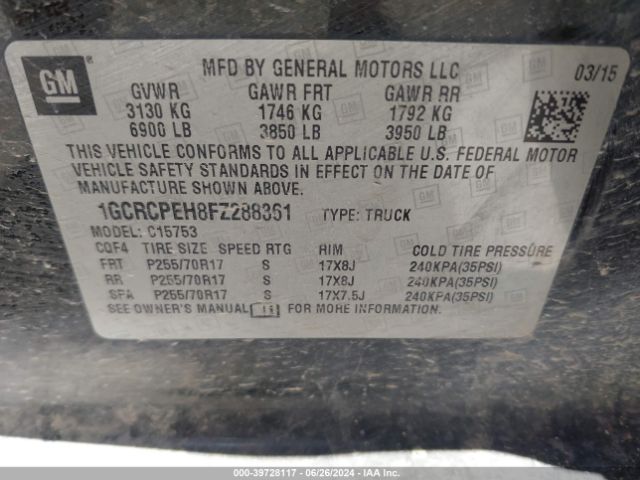 GM
MFD BY GENERAL MOTORS LLC 03/15
GVWR GAWR FRT GAWR RR
3130 KG 1746 KG 1792 KG
6900 LB 3850 LB 3950 LB
THIS VEHICLE CONFORMS TO ALL APPLICABLE U.S. FEDERAL MOTOR
VEHICLE SAFETY STANDARDS IN EFFECT ON THE DATE OF
MANUFACTURE SHOWN ABOVE.
1GCRCPEH8FZ288361 TYPE: TRUCK
MODEL: C15753
CQF4 TIRE SIZE SPEED RTG RIM COLD TIRE PRESSURE
FRT P255/70R17 S 17X8J 240KPA(35PSI)
RR P255/70R17 S 17X8J 240KPA(35PSI)
SPA P255/70R17 S 17X7.5J 240KPA(35PSI)
SEE OWNER'S MANUAL FOR MORE INFORMATION.
000-39728117 - 06/26/2024 - IAA Inc.